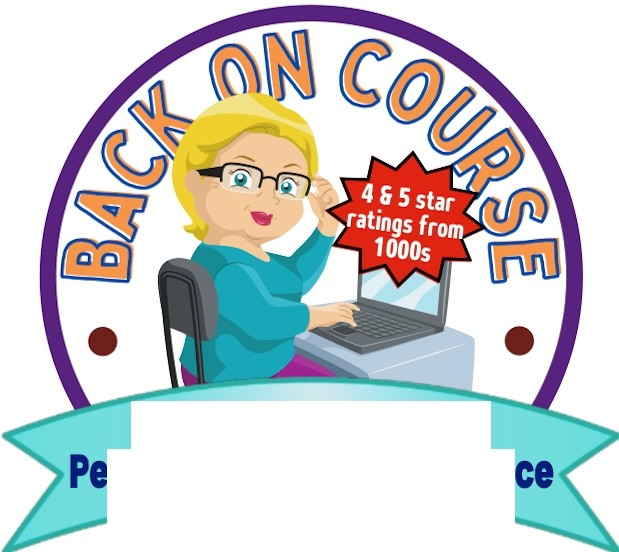 BACK ON COURSE
4 & 5 star
ratings from
1000s